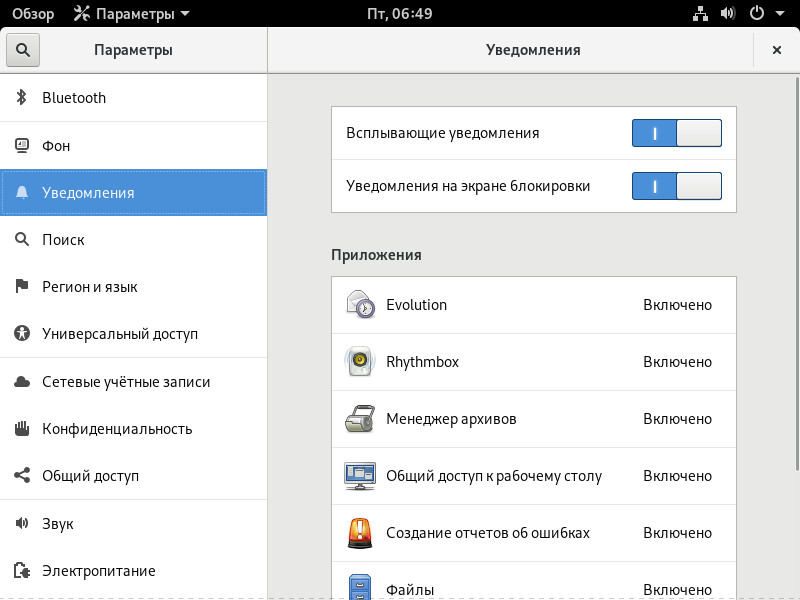 Обзор Параметры Пт, 06:49
Параметры Уведомления
Bluetooth
Фон
Уведомления
Поиск
Регион и язык
Универсальный доступ
Сетевые учётные записи
Конфиденциальность
Общий доступ
Звук
Электропитание
Всплывающие уведомления
Уведомления на экране блокировки
Приложения
Evolution Включено
Rhythmbox Включено
Менеджер архивов Включено
Общий доступ к рабочему столу Включено
Создание отчетов об ошибках Включено
Файлы Включено